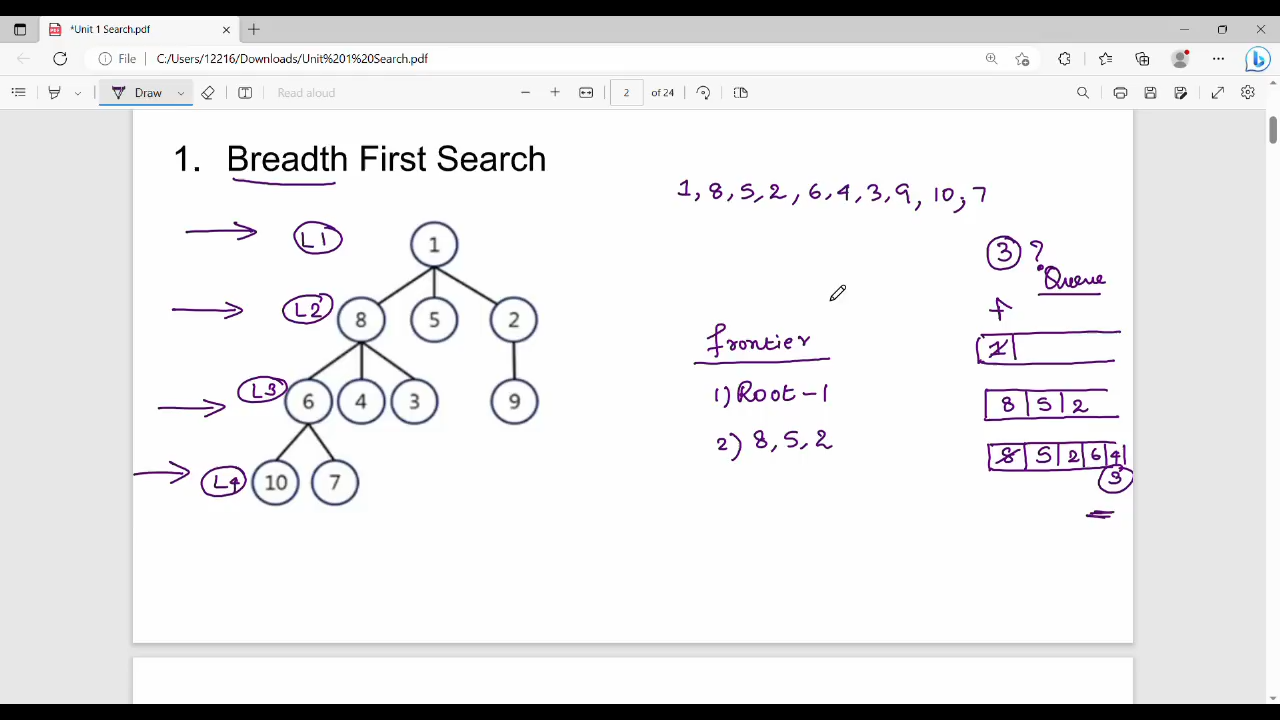 *Unit 1 Search.pdf
File C:/Users/12216/Downloads/Unit%201%20Search.pdf
Draw Read aloud 2 of 24
1. Breadth First Search
1, 8, 5, 2, 6, 4, 3, 9, 10, 7
L1 1
3 ?
Queue
L2 8 5 2
f
Frontier
1
L3 6 4 3 9
1) Root - 1
8 5 2
2) 8, 5, 2
8 5 2 6 4
3
L4 10 7